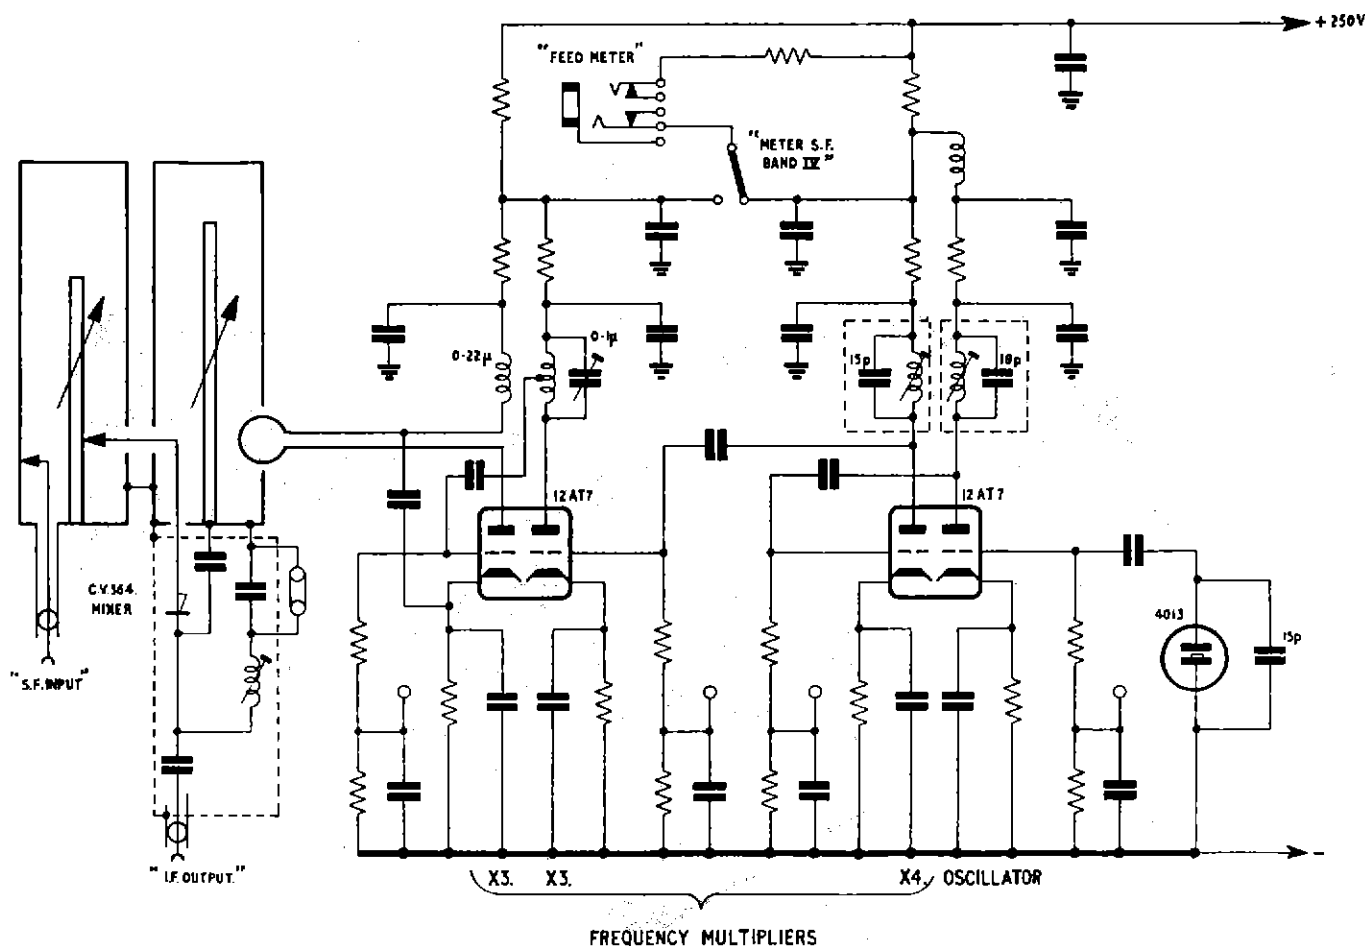 + 250V
"FEED METER"
"METER S.F.
BAND IV"
0·22μ
0·1μ
15p
18p
12AT7
12AT7
C.V.364.
MIXER
4013
15p
"S.F. INPUT"
"I.F. OUTPUT."
−
X3. X3. X4. OSCILLATOR
FREQUENCY MULTIPLIERS